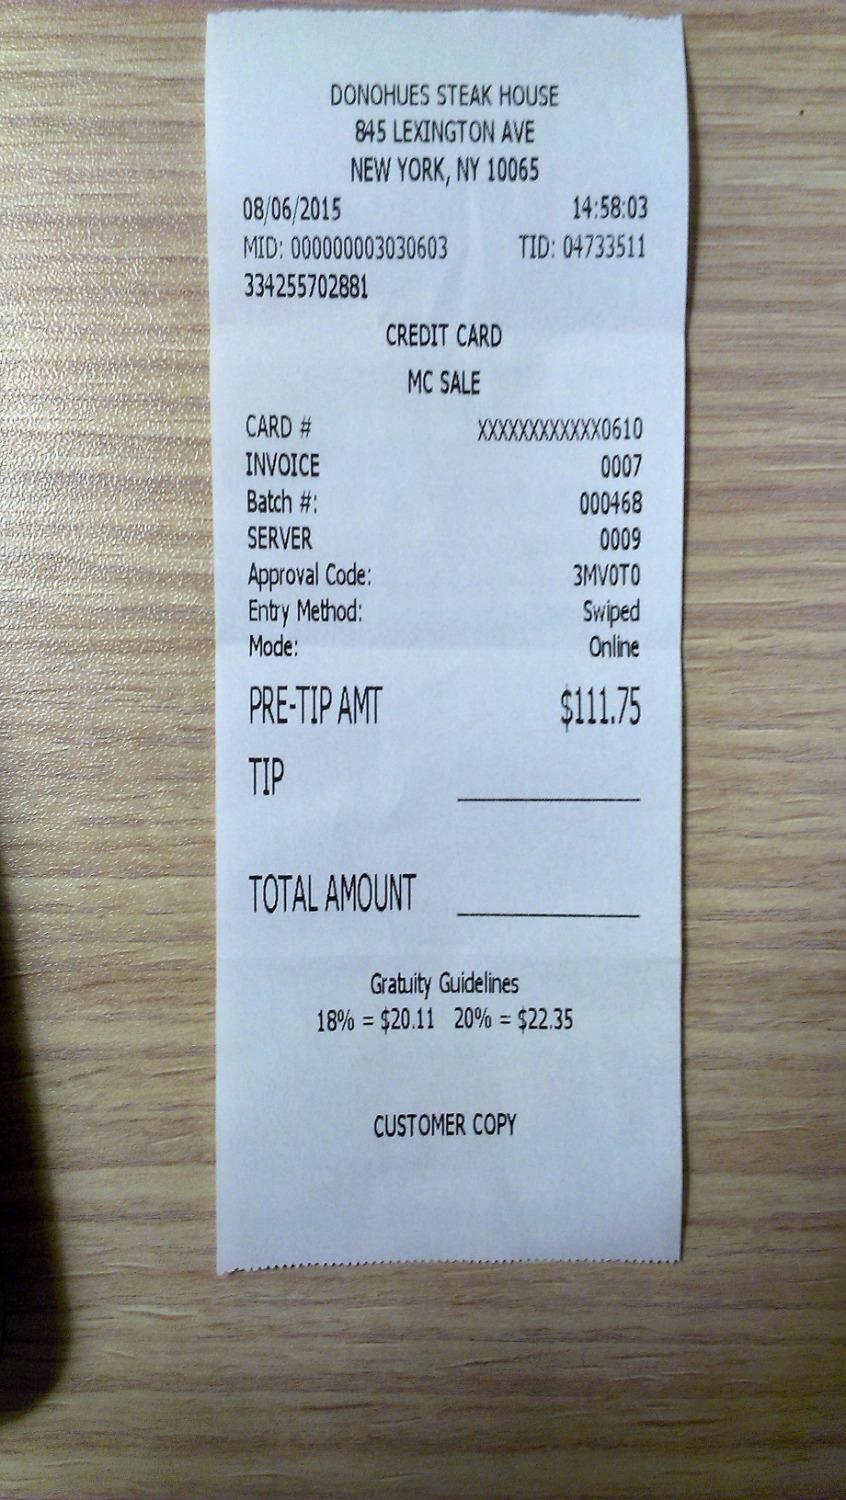 DONOHUES STEAK HOUSE
845 LEXINGTON AVE
NEW YORK, NY 10065
08/06/2015 14:58:03
MID: 000000003030603 TID: 04733511
334255702881
CREDIT CARD
MC SALE
CARD # XXXXXXXXXXXX0610
INVOICE 0007
Batch #: 000468
SERVER 0009
Approval Code: 3MV0T0
Entry Method: Swiped
Mode: Online
PRE-TIP AMT $111.75
TIP
TOTAL AMOUNT
Gratuity Guidelines
18% = $20.11 20% = $22.35
CUSTOMER COPY